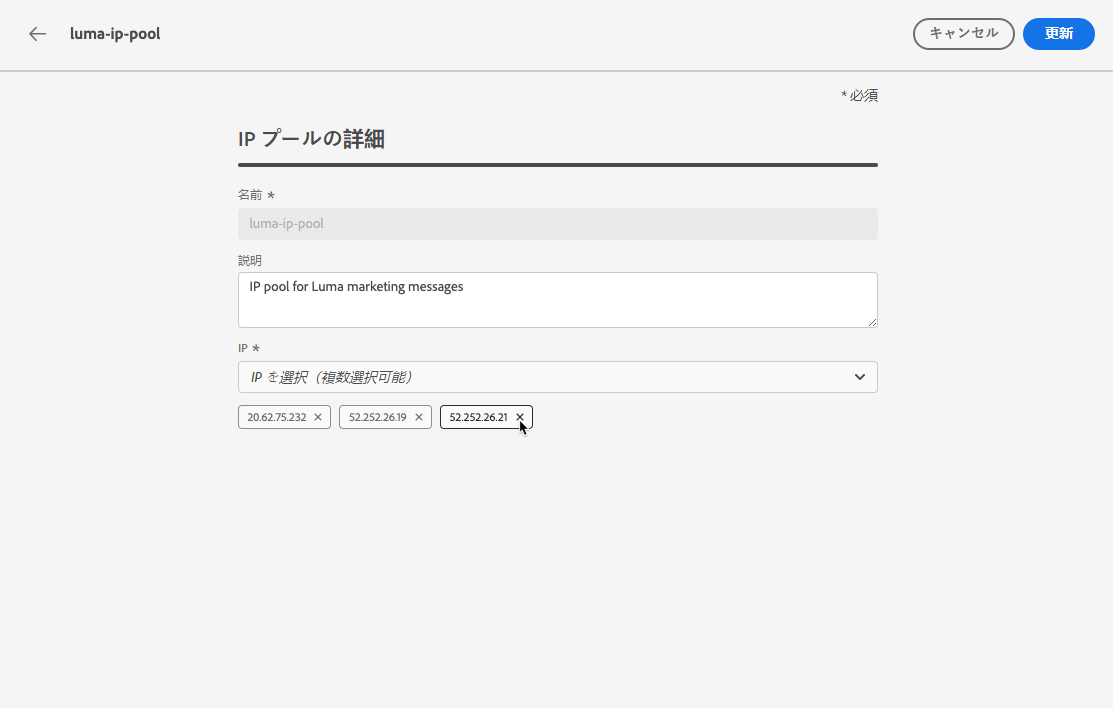 luma-ip-pool
キャンセル
更新
* 必須
IP プールの詳細
名前 *
luma-ip-pool
説明
IP pool for Luma marketing messages
IP *
IP を選択（複数選択可能）
20.62.75.232 ×
52.252.26.19 ×
52.252.26.21 ×